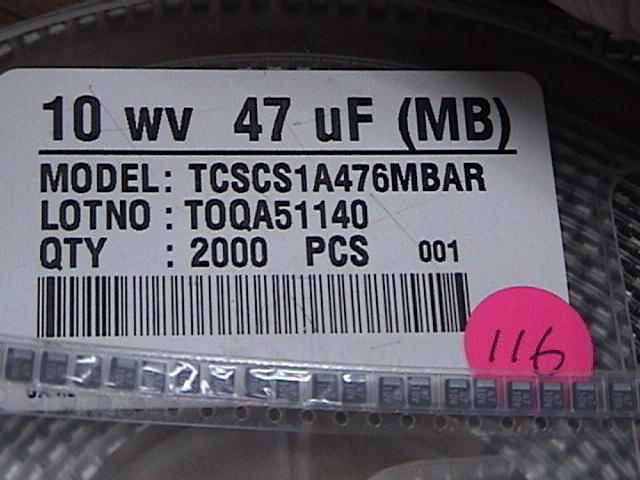 10 WV 47 uF (MB)
MODEL: TCSCS1A476MBAR
LOTNO : TOQA51140
QTY : 2000 PCS 001
116